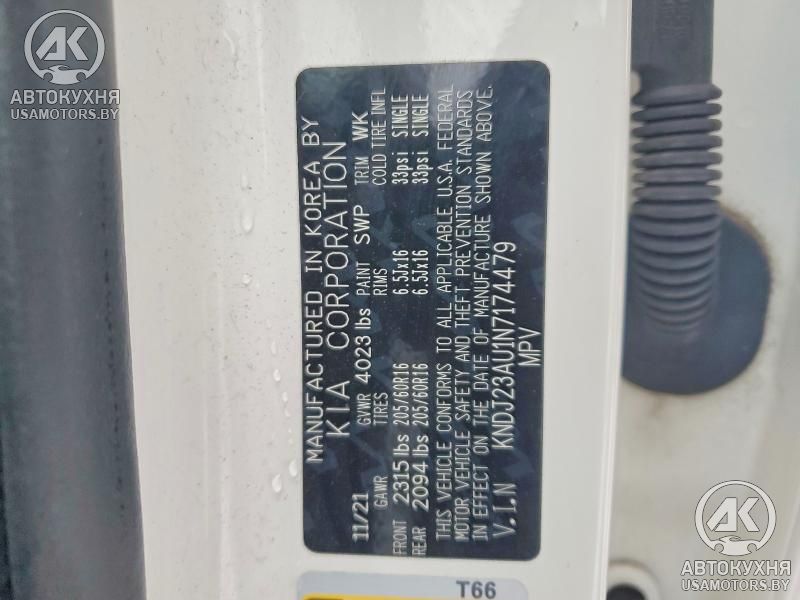 AK
АВТОКУХНЯ
USAMOTORS.BY
MANUFACTURED IN KOREA BY
KIA CORPORATION
11/21 GVWR 4023 lbs PAINT SWP TRIM WK
GAWR TIRES RIMS COLD TIRE INFL
FRONT 2315 lbs 205/60R16 6.5Jx16 33psi SINGLE
REAR 2094 lbs 205/60R16 6.5Jx16 33psi SINGLE
THIS VEHICLE CONFORMS TO ALL APPLICABLE U.S.A. FEDERAL
MOTOR VEHICLE SAFETY AND THEFT PREVENTION STANDARDS
IN EFFECT ON THE DATE OF MANUFACTURE SHOWN ABOVE.
V.I.N KNDJ23AU1N7174479
MPV
T66
AK
АВТОКУХНЯ
USAMOTORS.BY